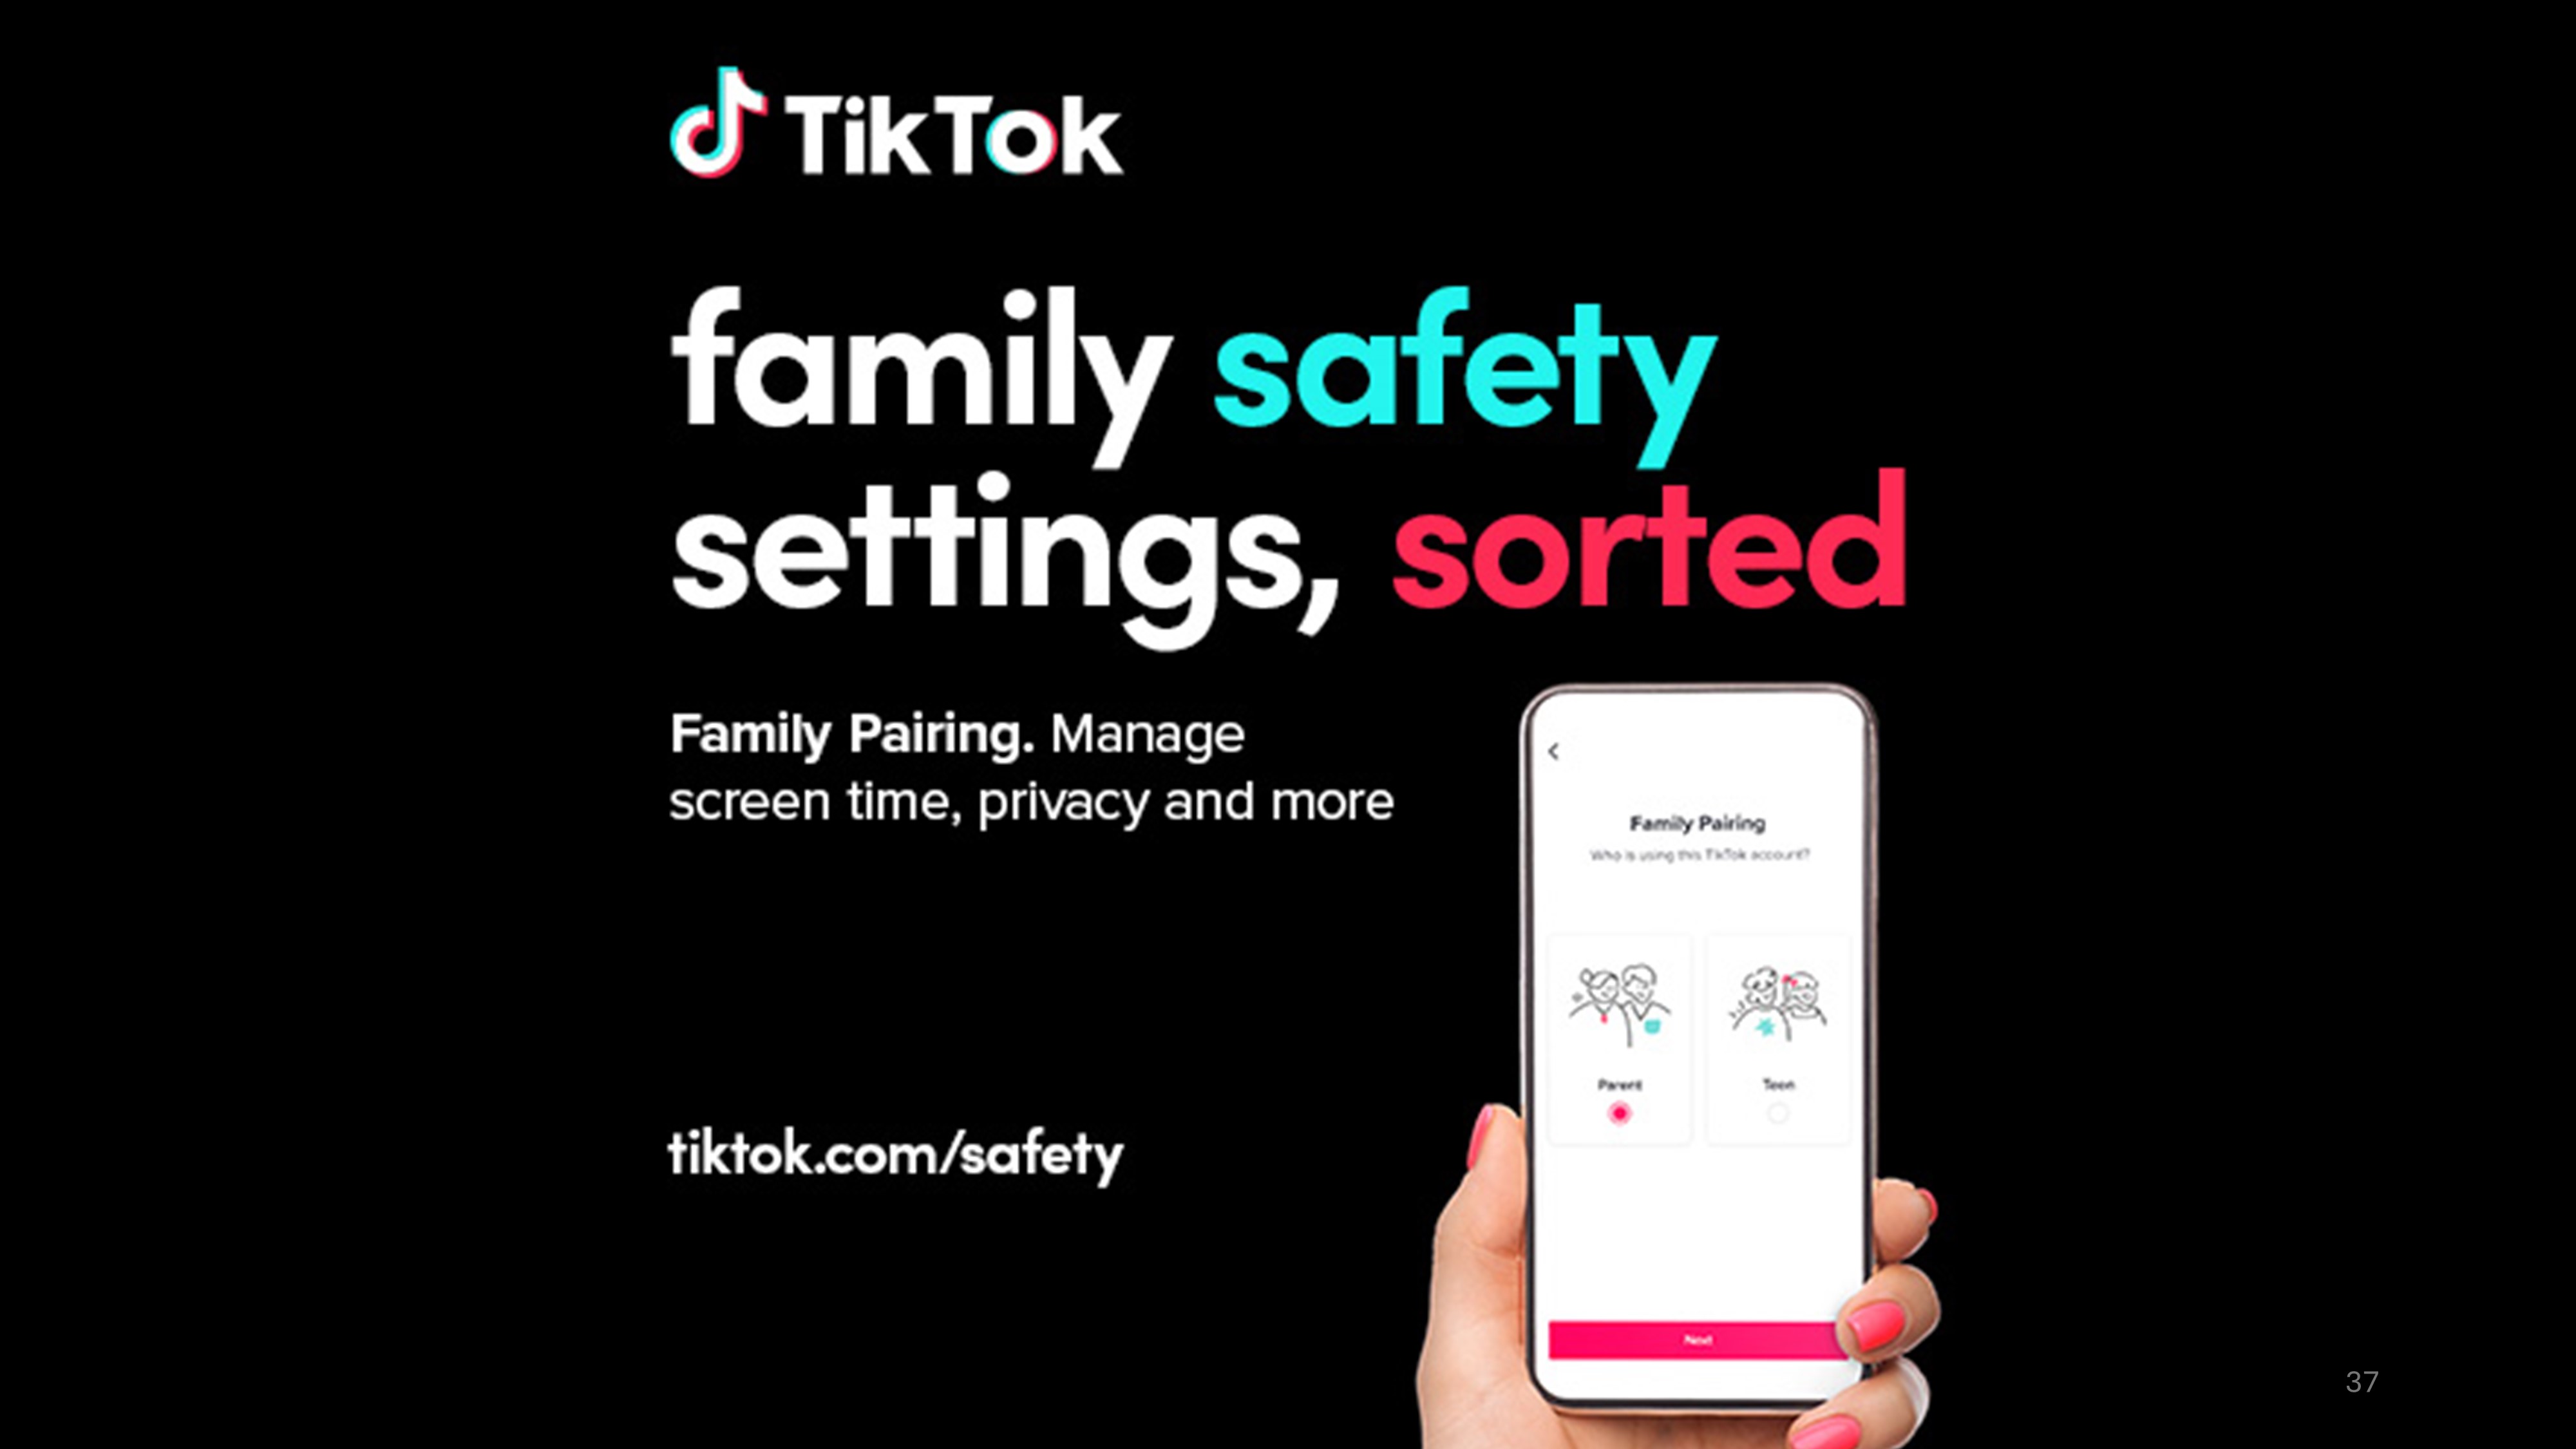 TikTok
family safety
settings, sorted
Family Pairing. Manage
screen time, privacy and more
tiktok.com/safety
Family Pairing
Who is using this TikTok account?
Parent
Teen
Next
37